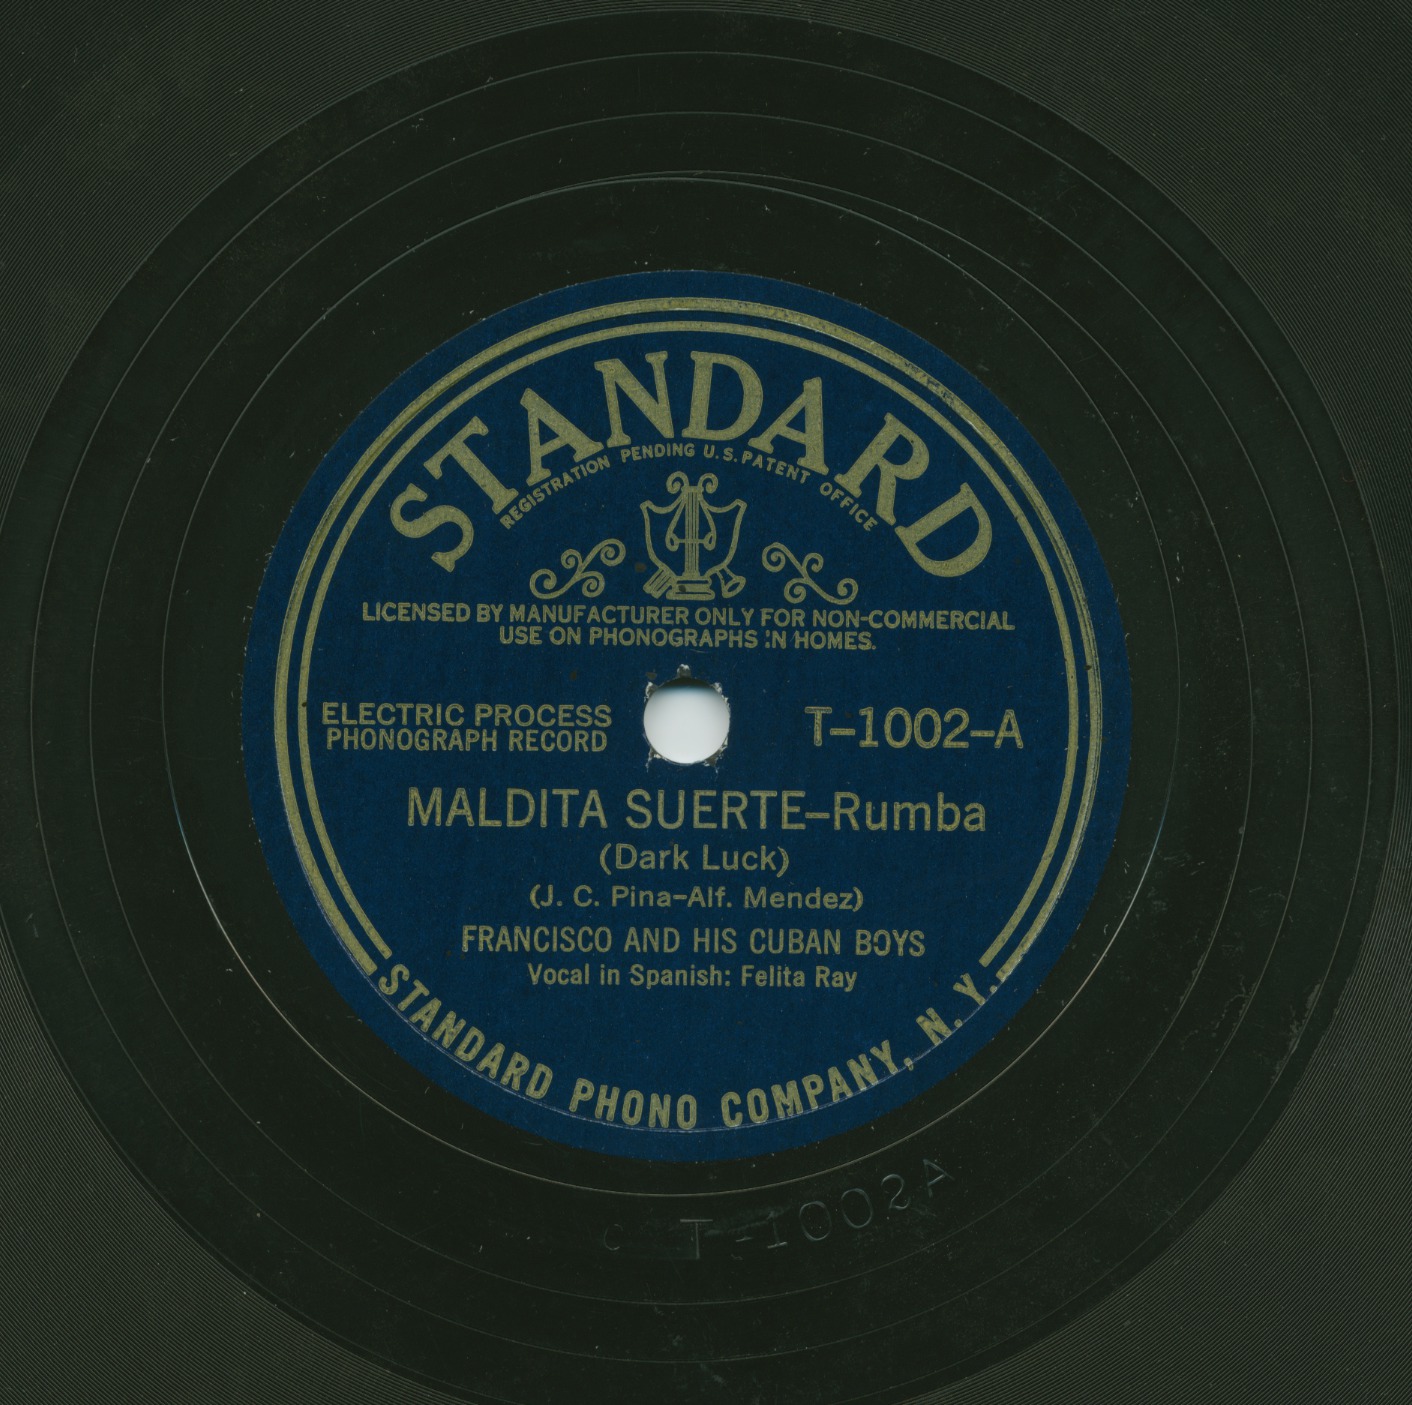 STANDARD
REGISTRATION PENDING U.S. PATENT OFFICE
LICENSED BY MANUFACTURER ONLY FOR NON-COMMERCIAL
USE ON PHONOGRAPHS IN HOMES.
ELECTRIC PROCESS
PHONOGRAPH RECORD
T-1002-A
MALDITA SUERTE-Rumba
(Dark Luck)
(J. C. Pina-Alf. Mendez)
FRANCISCO AND HIS CUBAN BOYS
Vocal in Spanish: Felita Ray
STANDARD PHONO COMPANY, N. Y.
C T-1002A